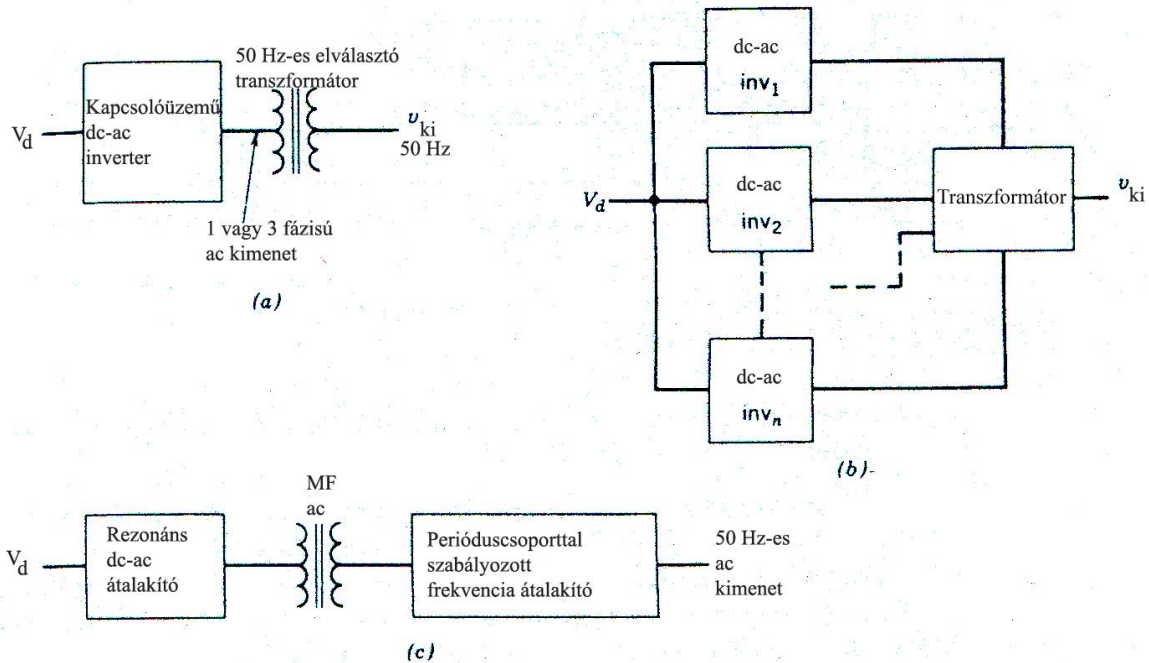 50 Hz-es elválasztó
transzformátor
Kapcsolóüzemű
dc-ac
inverter
V_d
v_ki
50 Hz
1 vagy 3 fázisú
ac kimenet
(a)
dc-ac
inv_1
dc-ac
inv_2
dc-ac
inv_n
V_d
Transzformátor
v_ki
(b)
MF
ac
V_d
Rezonáns
dc-ac
átalakító
Perióduscsoporttal
szabályozott
frekvencia átalakító
50 Hz-es
ac
kimenet
(c)